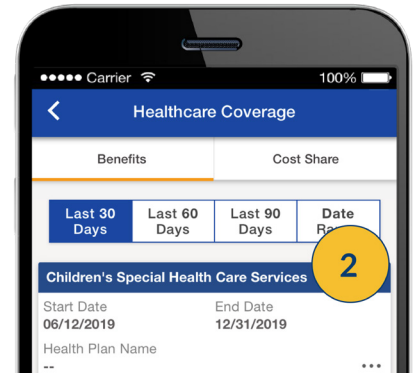 Carrier 100%
Healthcare Coverage
Benefits Cost Share
Last 30 Days Last 60 Days Last 90 Days Date
2
Children's Special Health Care Services
Start Date End Date
06/12/2019 12/31/2019
Health Plan Name
--